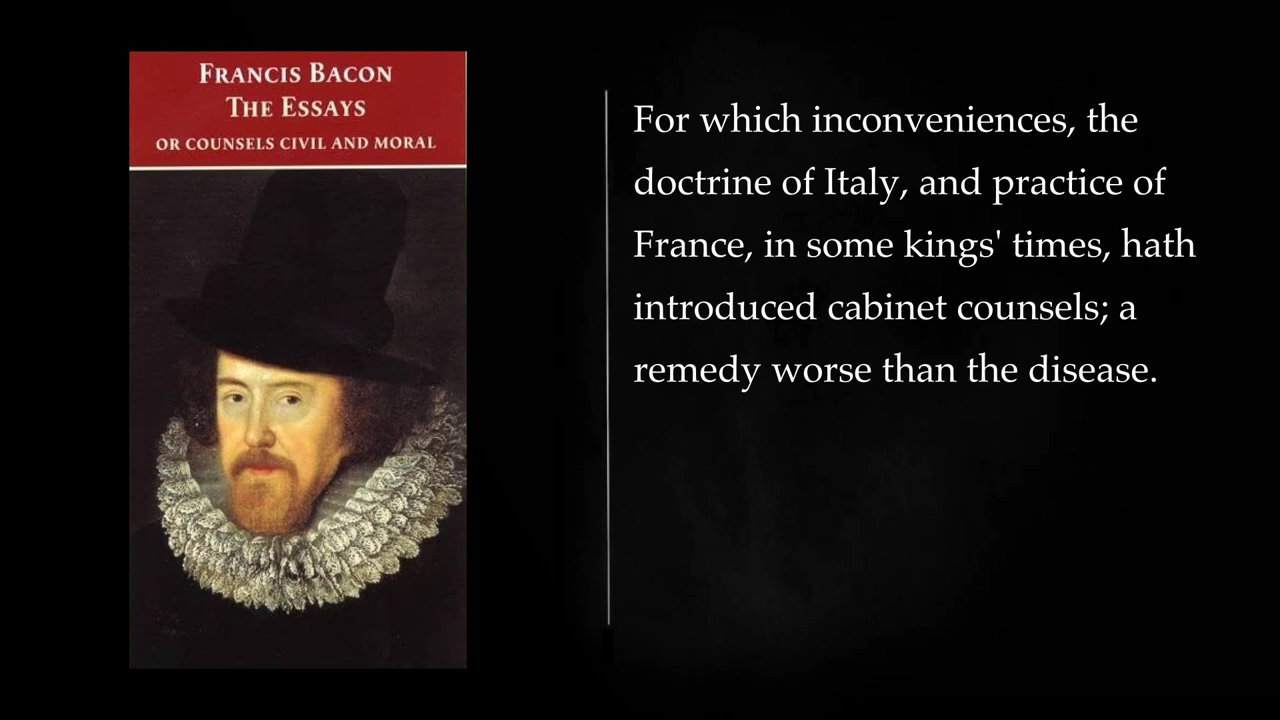 FRANCIS BACON
THE ESSAYS
OR COUNSELS CIVIL AND MORAL
For which inconveniences, the
doctrine of Italy, and practice of
France, in some kings' times, hath
introduced cabinet counsels; a
remedy worse than the disease.